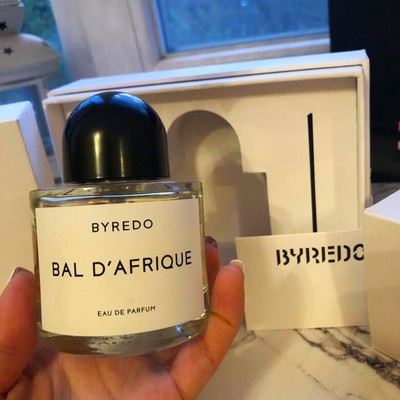 BYREDO
BAL D'AFRIQUE
EAU DE PARFUM
BYREDO